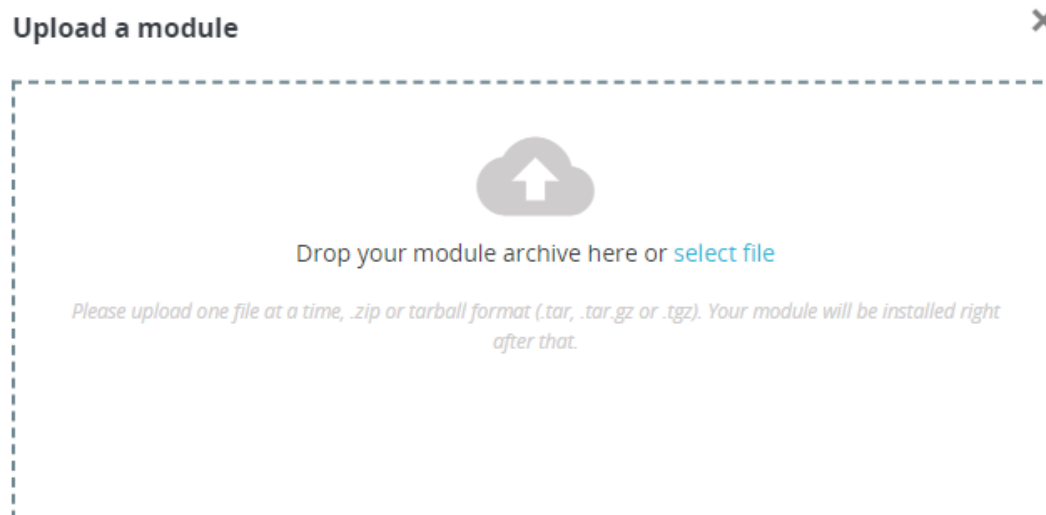 Upload a module
Drop your module archive here or select file
Please upload one file at a time, .zip or tarball format (.tar, .tar.gz or .tgz). Your module will be installed right
after that.